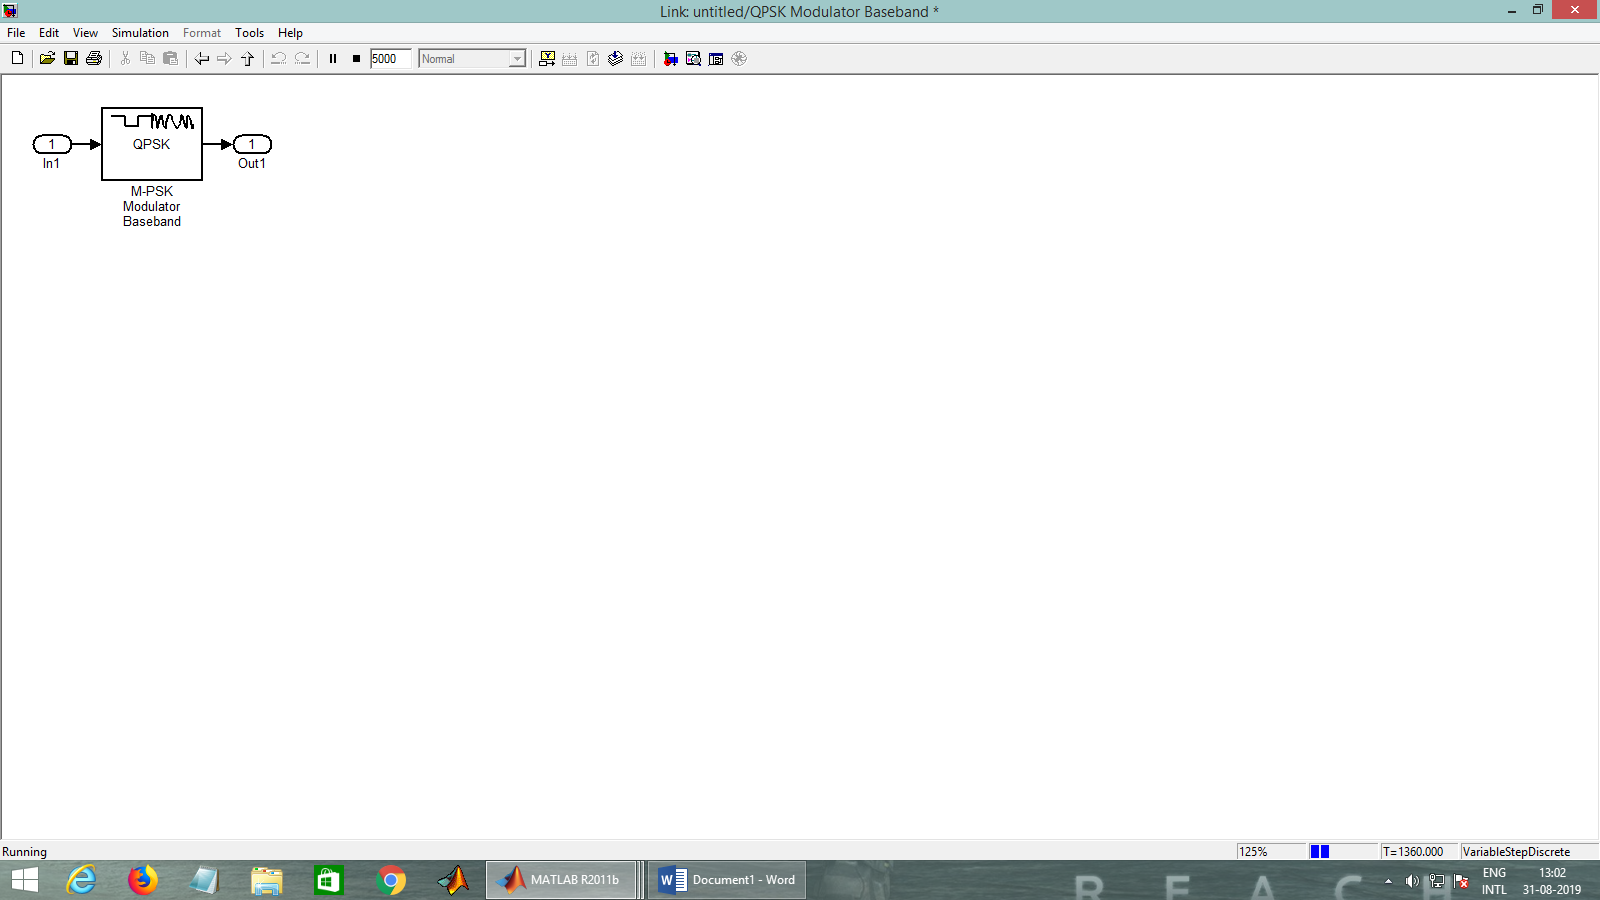 Link: untitled/QPSK Modulator Baseband *
File Edit View Simulation Format Tools Help
5000 Normal
QPSK
1
1
In1
Out1
M-PSK
Modulator
Baseband
Running 125% T=1360.000 VariableStepDiscrete
MATLAB R2011b Document1 - Word
R E A C H
ENG 13:02
INTL 31-08-2019